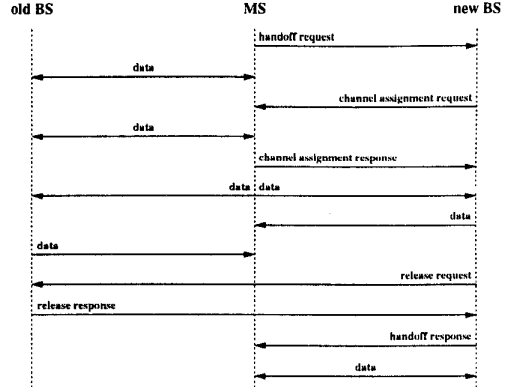 old BS MS new BS
handoff request
data
channel assignment request
data
channel assignment response
data data
data
data
release request
release response
handoff response
data